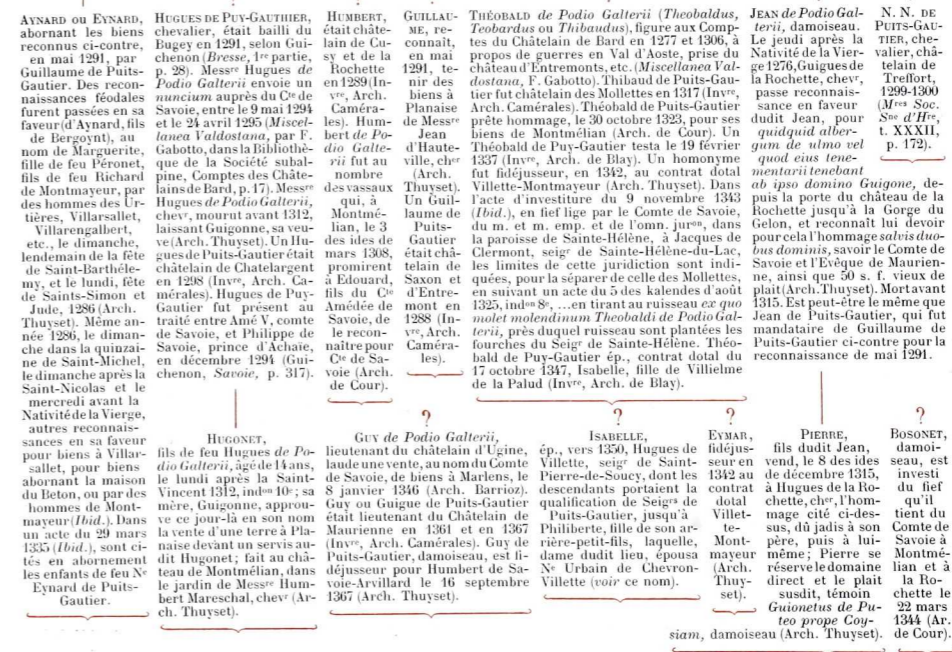 AYNARD OU EYNARD,
abornant les biens
reconnus ci-contre,
en mai 1291, par
Guillaume de Puits-
Gautier. Des recon-
naissances féodales
furent passées en sa
faveur (d'Aynard, fils
de Bergoynt), au
nom de Marguerite,
fille de feu Péronet,
fils de feu Richard
de Montmayeur, par
des hommes des Ur-
tières, Villarsallet,
Villarengalbert,
etc., le dimanche,
lendemain de la fête
de Saint-Barthéle-
my, et le lundi, fête
de Saints-Simon et
Jude, 1286 (Arch.
Thuyset). Même an-
née 1286, le diman-
che dans la quinzai-
ne de Saint-Michel,
le dimanche après la
Saint-Nicolas et le
mercredi avant la
Nativité de la Vierge,
autres reconnais-
sances en sa faveur
pour biens à Villar-
sallet, pour biens
abornant la maison
du Beton, ou par des
hommes de Mont-
mayeur (Ibid.). Dans
un acte du 29 mars
1335 (Ibid.), sont ci-
tés en abornement
les enfants de feu Ne
Eynard de Puits-
Gautier.
HUGUES DE PUY-GAUTHIER,
chevalier, était bailli du
Bugey en 1291, selon Gui-
chenon (Bresse, 1re partie,
p. 28). Messre Hugues de
Podio Galterii envoie un
nuncium auprès du Cte de
Savoie, entre le 9 mai 1294
et le 24 avril 1295 (Miscel-
lanea Valdostana, par F.
Gabotto, dans la Bibliothè-
que de la Société subal-
pine, Comptes des Châte-
lains de Bard, p. 17). Messre
Hugues de Podio Galterii,
chevr, mourut avant 1312,
laissant Guigonne, sa veu-
ve (Arch. Thuyset). Un Hu-
gues de Puits-Gautier était
châtelain de Chatelargent
en 1298 (Invre, Arch. Ca-
mérales). Hugues de Puy-
Gautier fut présent au
traité entre Amé V, comte
de Savoie, et Philippe de
Savoie, prince d'Achaïe,
en décembre 1294 (Gui-
chenon, Savoie, p. 317).
HUMBERT,
était châte-
lain de Cu-
sy et de la
Rochette
en 1289 (In-
vre, Arch.
Caméra-
les). Hum-
bert de Po-
dio Galte-
rii fut au
nombre
des vassaux
qui, à
Montmé-
lian, le 3
des ides de
mars 1308,
promirent
à Edouard,
fils du Cte
Amédée de
Savoie, de
le recon-
naître pour
Cte de Sa-
voie (Arch.
de Cour).
GUILLAU-
ME, re-
connaît,
en mai
1291, te-
nir des
biens à
Planaise
de Messre
Jean
d'Haute-
ville, cher
(Arch.
Thuyset).
Un Guil-
laume de
Puits-
Gautier
était châ-
telain de
Saxon et
d'Entre-
mont en
1288 (In-
vre, Arch.
Caméra-
les).
THÉOBALD de Podio Galterii (Theobaldus,
Teobardus ou Thibaudus), figure aux Comp-
tes du Châtelain de Bard en 1277 et 1306, à
propos de guerres en Val d'Aoste, prise du
château d'Entremonts, etc. (Miscellanea Val-
dostana, F. Gabotto). Thibaud de Puits-Gau-
tier fut châtelain des Mollettes en 1317 (Invre,
Arch. Camérales). Théobald de Puits-Gautier
prête hommage, le 30 octobre 1323, pour ses
biens de Montmélian (Arch. de Cour). Un
Théobald de Puy-Gautier testa le 19 février
1337 (Invre, Arch. de Blay). Un homonyme
fut fidéjusseur, en 1342, au contrat dotal
Villette-Montmayeur (Arch. Thuyset). Dans
l'acte d'investiture du 9 novembre 1343
(Ibid.), en fief lige par le Comte de Savoie,
du m. et m. emp. et de l'omn. juron, dans
la paroisse de Sainte-Hélène, à Jacques de
Clermont, seigr de Sainte-Hélène-du-Lac,
les limites de cette juridiction sont indi-
quées, pour la séparer de celle des Mollettes,
en suivant un acte du 5 des kalendes d'août
1325, indon 8e, ...en tirant au ruisseau ex quo
molet molendinum Theobaldi de Podio Gal-
terii, près duquel ruisseau sont plantées les
fourches du Seigr de Sainte-Hélène. Théo-
bald de Puy-Gautier ép., contrat dotal du
17 octobre 1347, Isabelle, fille de Villielme
de la Palud (Invre, Arch. de Blay).
JEAN de Podio Gal-
terii, damoiseau.
Le jeudi après la
Nativité de la Vier-
ge 1276, Guigues de
la Rochette, chevr,
passe reconnais-
sance en faveur
dudit Jean, pour
quidquid alber-
gum de ulmo vel
quod eius tene-
mentarii tenebant
ab ipso domino Guigone, de-
puis la porte du château de la
Rochette jusqu'à la Gorge du
Gelon, et reconnaît lui devoir
pour cela l'hommage salvis duo-
bus dominis, savoir le Comte de
Savoie et l'Evêque de Maurien-
ne, ainsi que 50 s. f. vieux de
plait (Arch. Thuyset). Mort avant
1315. Est peut-être le même que
Jean de Puits-Gautier, qui fut
mandataire de Guillaume de
Puits-Gautier ci-contre pour la
reconnaissance de mai 1291.
N. N. DE
PUITS-GAU-
TIER, che-
valier, châ-
telain de
Treffort,
1299-1300
(Mres Soc.
Sne d'Hre,
t. XXXII,
p. 172).
HUGONET,
fils de feu Hugues de Po-
dio Galterii, âgé de 14 ans,
le lundi après la Saint-
Vincent 1312, indon 10e; sa
mère, Guigonne, approu-
ve ce jour-là en son nom
la vente d'une terre à Pla-
naise devant un servis au-
dit Hugonet; fait au châ-
teau de Montmélian, dans
le jardin de Messre Hum-
bert Mareschal, chevr (Ar-
ch. Thuyset).
?
GUY de Podio Galterii,
lieutenant du châtelain d'Ugine,
laude une vente, au nom du Comte
de Savoie, de biens à Marlens, le
8 janvier 1346 (Arch. Barrioz).
Guy ou Guigue de Puits-Gautier
était lieutenant du Châtelain de
Maurienne en 1361 et en 1367
(Invre, Arch. Camérales). Guy de
Puits-Gautier, damoiseau, est fi-
déjusseur pour Humbert de Sa-
voie-Arvillard le 16 septembre
1367 (Arch. Thuyset).
?
ISABELLE,
ép., vers 1350, Hugues de
Villette, seigr de Saint-
Pierre-de-Soucy, dont les
descendants portaient la
qualification de Seigrs de
Puits-Gautier, jusqu'à
Philiberte, fille de son ar-
rière-petit-fils, laquelle,
dame dudit lieu, épousa
Ne Urbain de Chevron-
Villette (voir ce nom).
?
EYMAR,
fidéjus-
seur en
1342 au
contrat
dotal
Villet-
te-
Mont-
mayeur
(Arch.
Thuy-
set).
PIERRE,
fils dudit Jean,
vend, le 8 des ides
de décembre 1315,
à Hugues de la Ro-
chette, cher, l'hom-
mage cité ci-des-
sus, dû jadis à son
père, puis à lui-
même; Pierre se
réserve le domaine
direct et le plait
susdit, témoin
Guionetus de Pu-
teo prope Coy-
siam, damoiseau (Arch. Thuyset).
?
BOSONET,
damoi-
seau, est
investi
du fief
qu'il
tient du
Comte de
Savoie à
Montmé-
lian et à
la Ro-
chette le
22 mars
1344 (Ar.
de Cour).